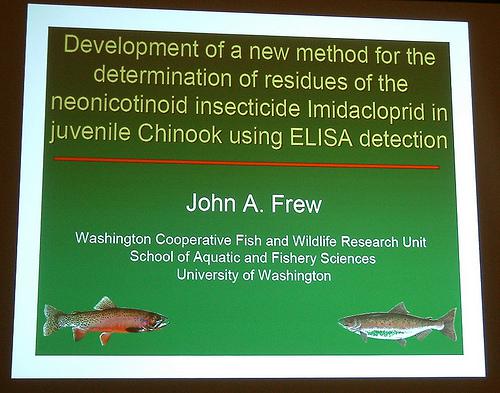 Development of a new method for the
determination of residues of the
neonicotinoid insecticide Imidacloprid in
juvenile Chinook using ELISA detection
John A. Frew
Washington Cooperative Fish and Wildlife Research Unit
School of Aquatic and Fishery Sciences
University of Washington